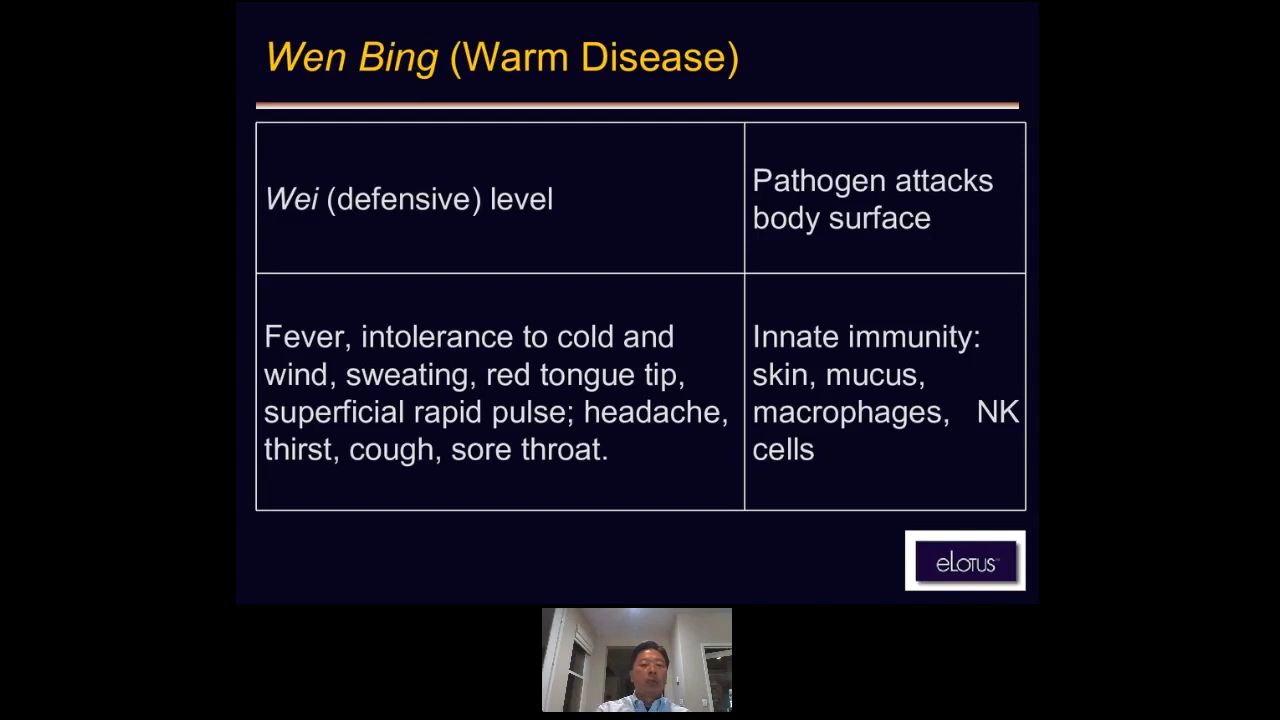 Wen Bing (Warm Disease)
Wei (defensive) level
Pathogen attacks
body surface
Fever, intolerance to cold and
wind, sweating, red tongue tip,
superficial rapid pulse; headache,
thirst, cough, sore throat.
Innate immunity:
skin, mucus,
macrophages, NK
cells
eLOTUS